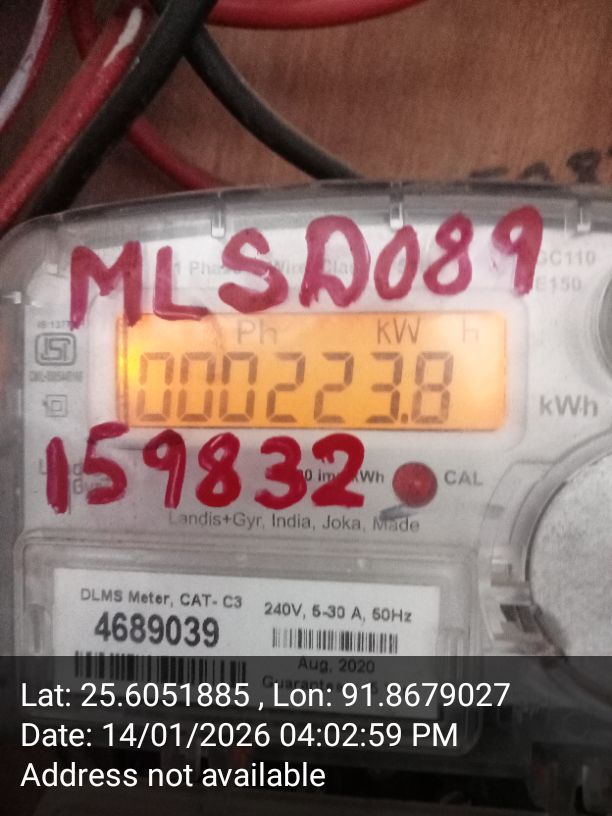 MLSD089
GC110
E150
1 Phase
Ph KW h
000223.8
kWh
159832
CAL
Landis+Gyr, India, Joka, Made
DLMS Meter, CAT- C3
4689039
240V, 5-30 A, 50Hz
Aug, 2020
Lat: 25.6051885 , Lon: 91.8679027
Date: 14/01/2026 04:02:59 PM
Address not available